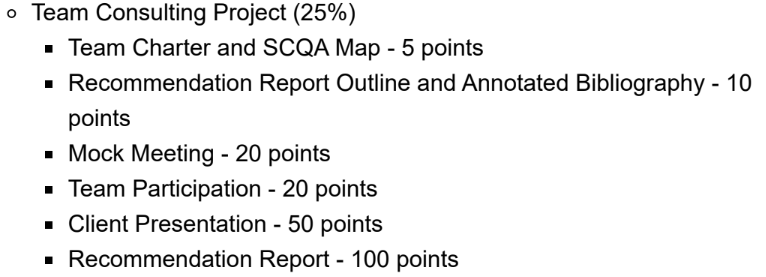 Team Consulting Project (25%)
Team Charter and SCQA Map - 5 points
Recommendation Report Outline and Annotated Bibliography - 10
points
Mock Meeting - 20 points
Team Participation - 20 points
Client Presentation - 50 points
Recommendation Report - 100 points